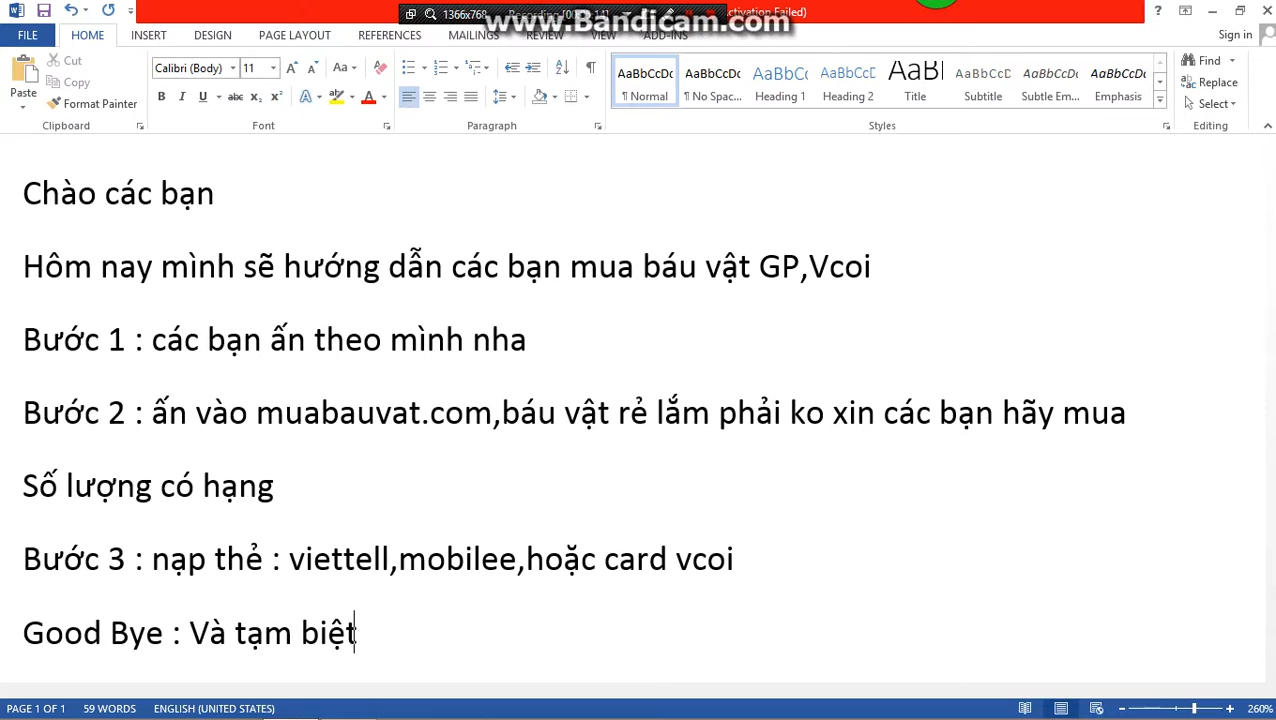 1366x768 Recording
ctivation Failed)
www.Bandicam.com
FILE HOME INSERT DESIGN PAGE LAYOUT REFERENCES MAILINGS REVIEW VIEW ADD-INS Sign in
Paste Cut Copy Format Painter
Calibri (Body) 11
AaBbCcDc AaBbCcDc AaBbCc AaBbCcD AaBl AaBbCcD AaBbCcDc AaBbCcDc
¶ Normal ¶ No Spac... Heading 1 Heading 2 Title Subtitle Subtle Em... Emphasis
Find Replace Select
Clipboard Font Paragraph Styles Editing
Chào các bạn
Hôm nay mình sẽ hướng dẫn các bạn mua báu vật GP,Vcoi
Bước 1 : các bạn ấn theo mình nha
Bước 2 : ấn vào muabauvat.com,báu vật rẻ lắm phải ko xin các bạn hãy mua
Số lượng có hạng
Bước 3 : nạp thẻ : viettell,mobilee,hoặc card vcoi
Good Bye : Và tạm biệt
PAGE 1 OF 1 59 WORDS ENGLISH (UNITED STATES) 260%